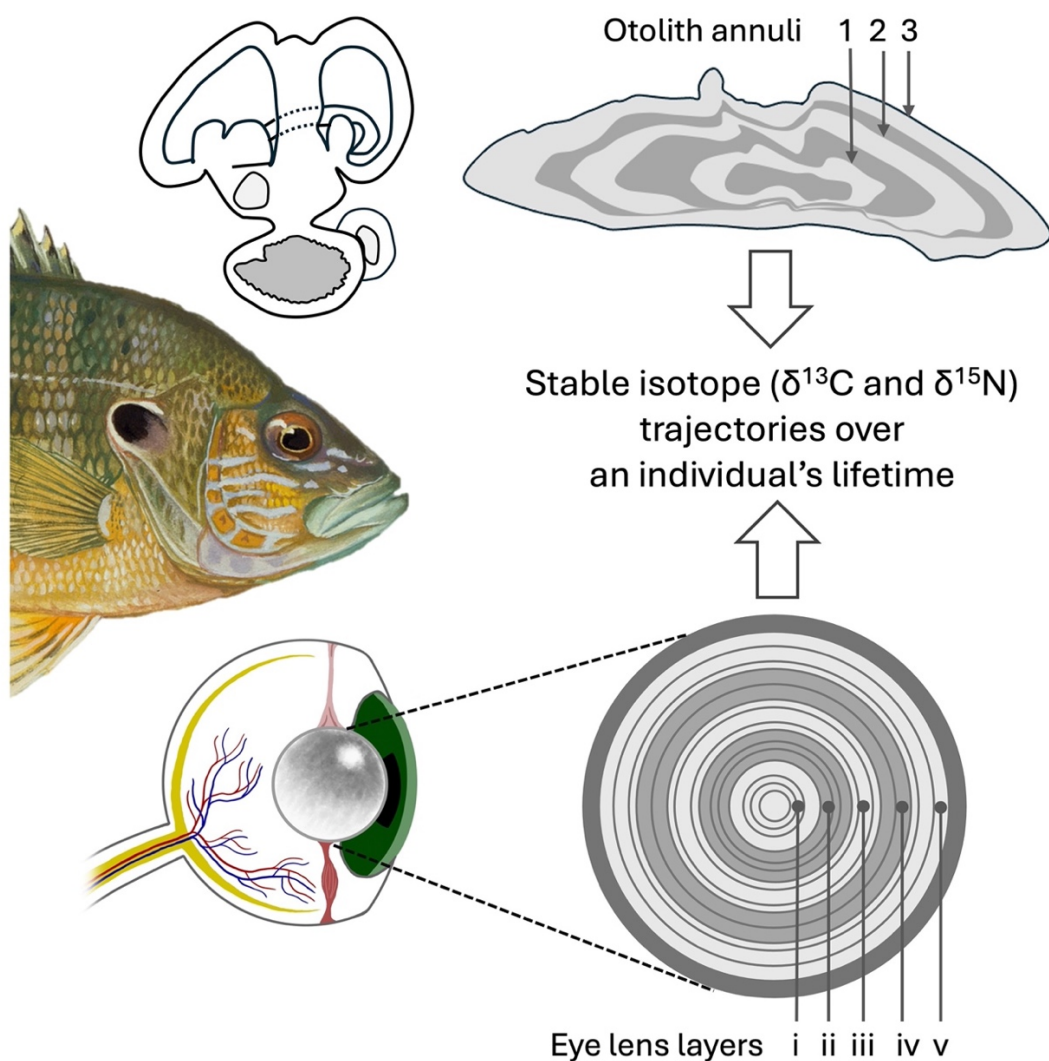 Otolith annuli 1 2 3
Stable isotope (δ¹³C and δ¹⁵N)
trajectories over
an individual's lifetime
Eye lens layers i ii iii iv v